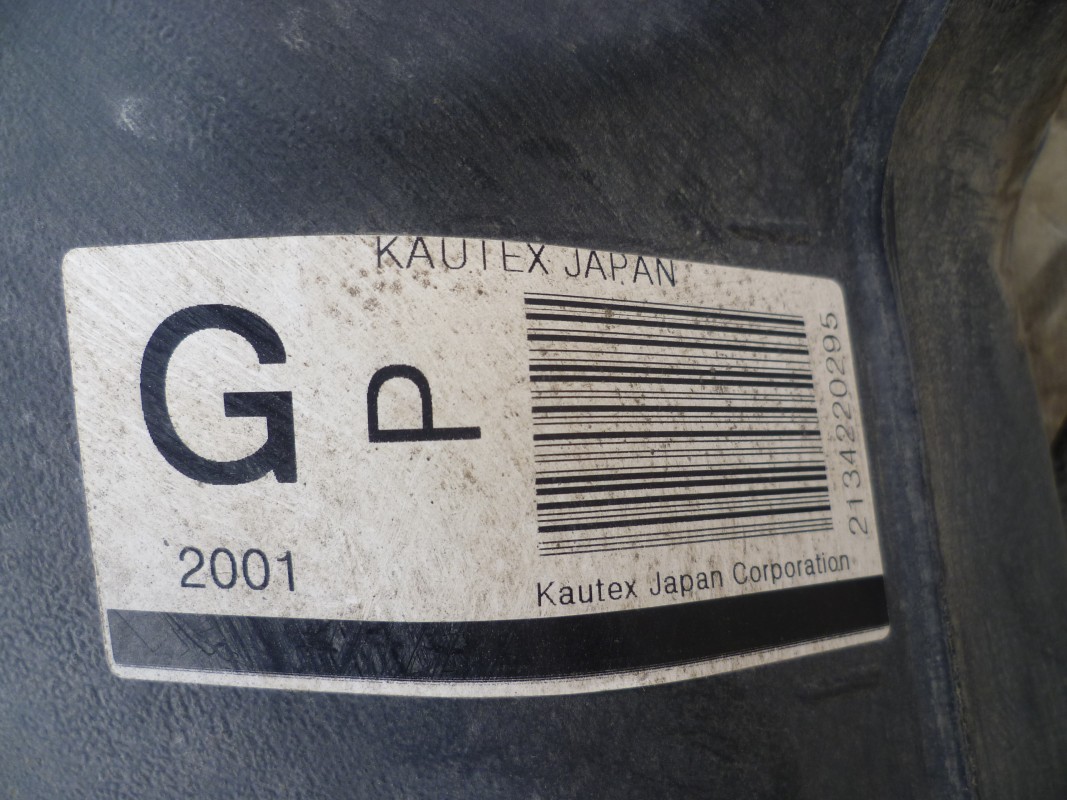 KAUTEX JAPAN
G
P
2134220295
2001
Kautex Japan Corporation